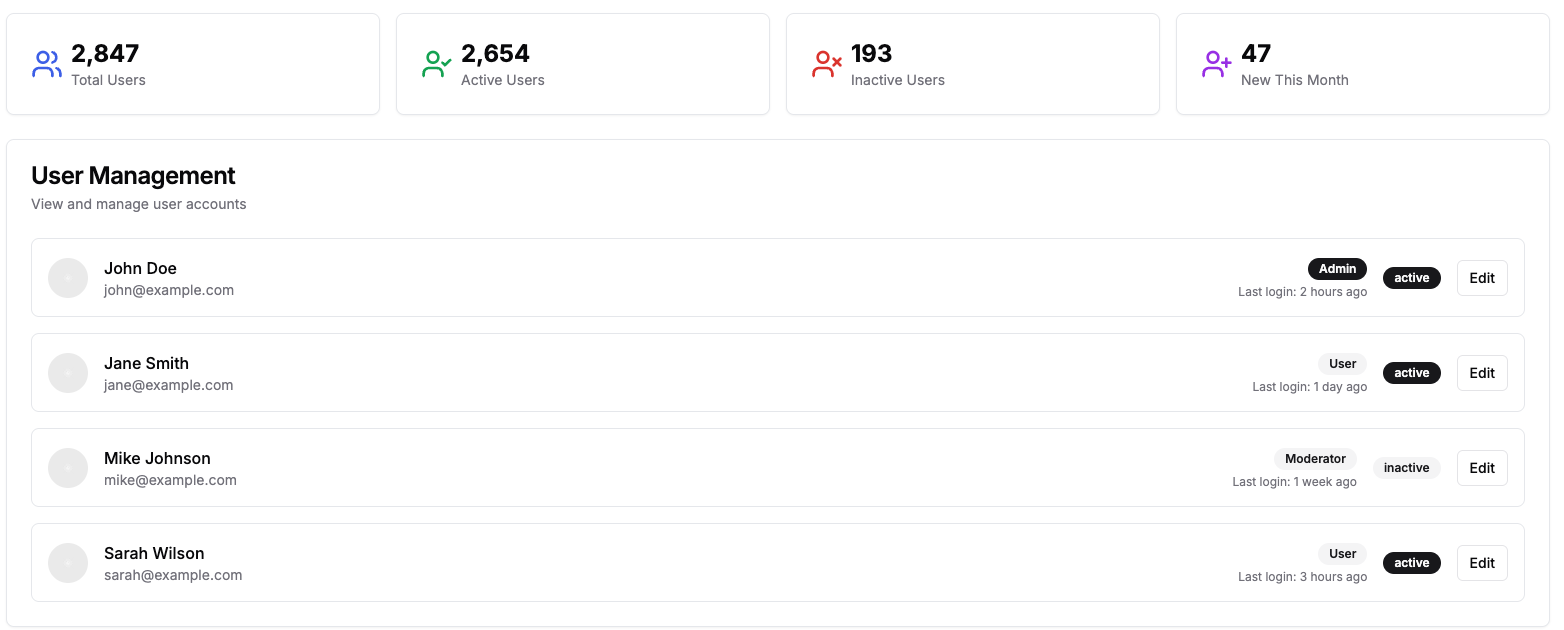 2,847
Total Users
2,654
Active Users
193
Inactive Users
47
New This Month
User Management
View and manage user accounts
John Doe
john@example.com
Admin
Last login: 2 hours ago
active
Edit
Jane Smith
jane@example.com
User
Last login: 1 day ago
active
Edit
Mike Johnson
mike@example.com
Moderator
Last login: 1 week ago
inactive
Edit
Sarah Wilson
sarah@example.com
User
Last login: 3 hours ago
active
Edit